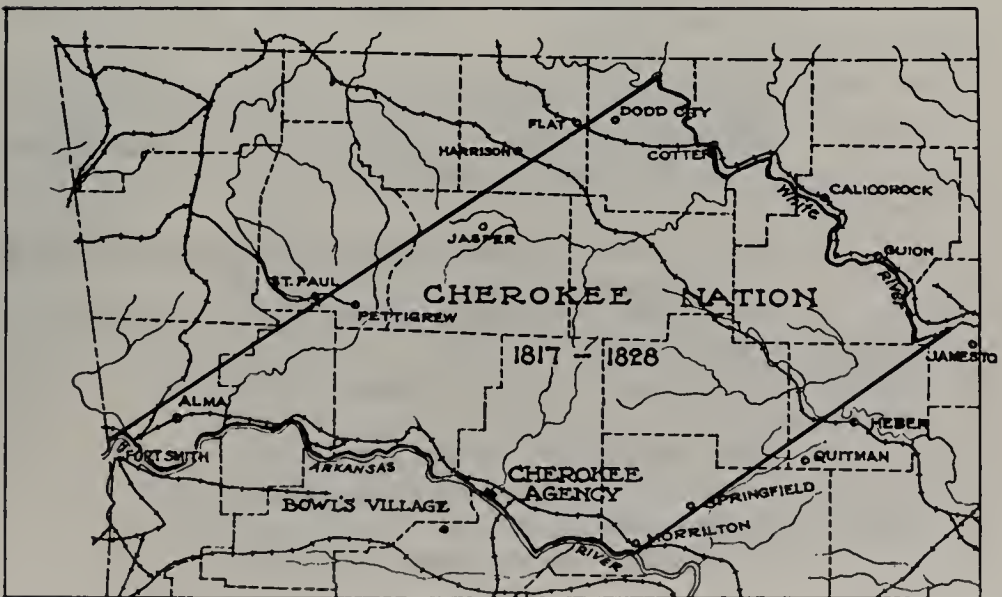 DODD CITY
FLAT
HARRISON
COTTER
CALICOROCK
White
JASPER
GUION
River
ST. PAUL
CHEROKEE NATION
PETTIGREW
1817 - 1828
JAMESTO
ALMA
HEBER
FORT SMITH
ARKANSAS
QUITMAN
CHEROKEE
AGENCY
BOWL'S VILLAGE
SPRINGFIELD
MORRILTON
RIVER